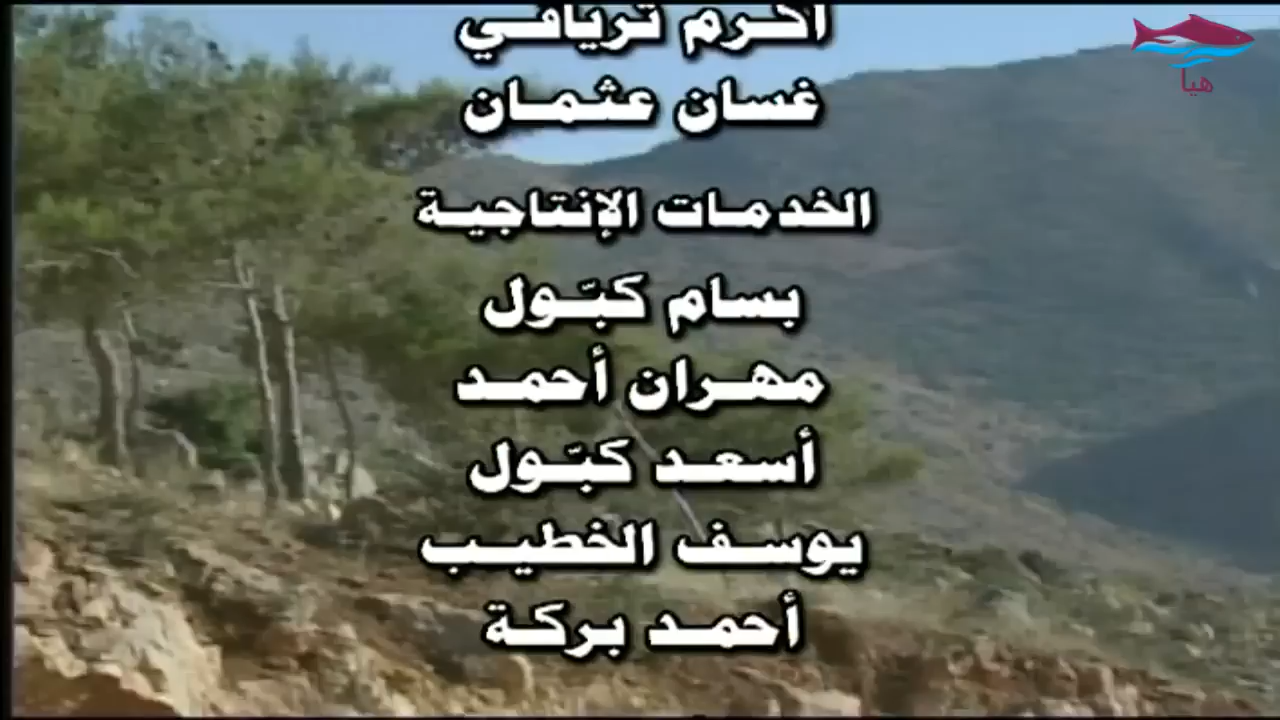 أكرم ترياقي
غسان عثمان
الخدمات الإنتاجية
بسام كبّول
مهران أحمد
أسعد كبّول
يوسف الخطيب
أحمد بركة
هيا